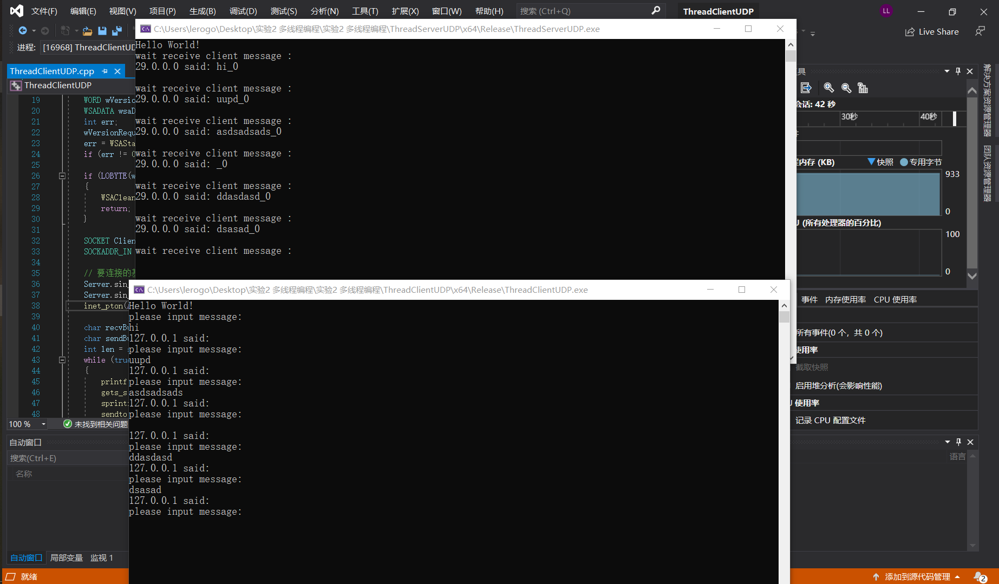 文件(F) 编辑(E) 视图(V) 项目(P) 生成(B) 调试(D) 测试(S) 分析(N) 工具(T) 扩展(X) 窗口(W) 帮助(H) 搜索 (Ctrl+Q) ThreadClientUDP LL
Live Share
进程: [16968] ThreadClientUD
C:\Users\lerogo\Desktop\实验2 多线程编程\实验2 多线程编程\ThreadServerUDP\x64\Release\ThreadServerUDP.exe
Hello World!
wait receive client message :
29.0.0.0 said: hi_0
wait receive client message :
29.0.0.0 said: uupd_0
wait receive client message :
29.0.0.0 said: asdsadsads_0
wait receive client message :
29.0.0.0 said: _0
wait receive client message :
29.0.0.0 said: ddasdasd_0
wait receive client message :
29.0.0.0 said: dsasad_0
wait receive client message :
ThreadClientUDP.cpp
ThreadClientUDP
19 WORD wVersio
20 WSADATA wsaD
21 int err;
22 wVersionRequ
23 err = WSASta
24 if (err != 0
25
26 if (LOBYTE(w
27 {
28 WSAClean
29 return;
30 }
31
32 SOCKET Clien
33 SOCKADDR_IN
34
35 // 要连接的
36 Server.sin_
37 Server.sin_
38 inet_pton(
39
40 char recvBu
41 char sendBu
42 int len = s
43 while (true
44 {
45 printf
46 gets_s
47 sprint
48 sendto
100 % 未找到相关问题
C:\Users\lerogo\Desktop\实验2 多线程编程\实验2 多线程编程\ThreadClientUDP\x64\Release\ThreadClientUDP.exe
Hello World!
please input message:
hi
127.0.0.1 said:
please input message:
uupd
127.0.0.1 said:
please input message:
asdsadsads
127.0.0.1 said:
please input message:
127.0.0.1 said:
please input message:
ddasdasd
127.0.0.1 said:
please input message:
dsasad
127.0.0.1 said:
please input message:
具
会话: 42 秒
30秒 40秒
程内存 (KB) 快照 专用字节
933
0
U (所有处理器的百分比)
100
0
事件 内存使用率 CPU 使用率
所有事件(0 个，共 0 个)
使用率
截取快照
启用堆分析(会影响性能)
U 使用率
记录 CPU 配置文件
语言
解决方案资源管理器
团队资源管理器
自动窗口
搜索(Ctrl+E)
名称
自动窗口 局部变量 监视 1
就绪
添加到源代码管理 2